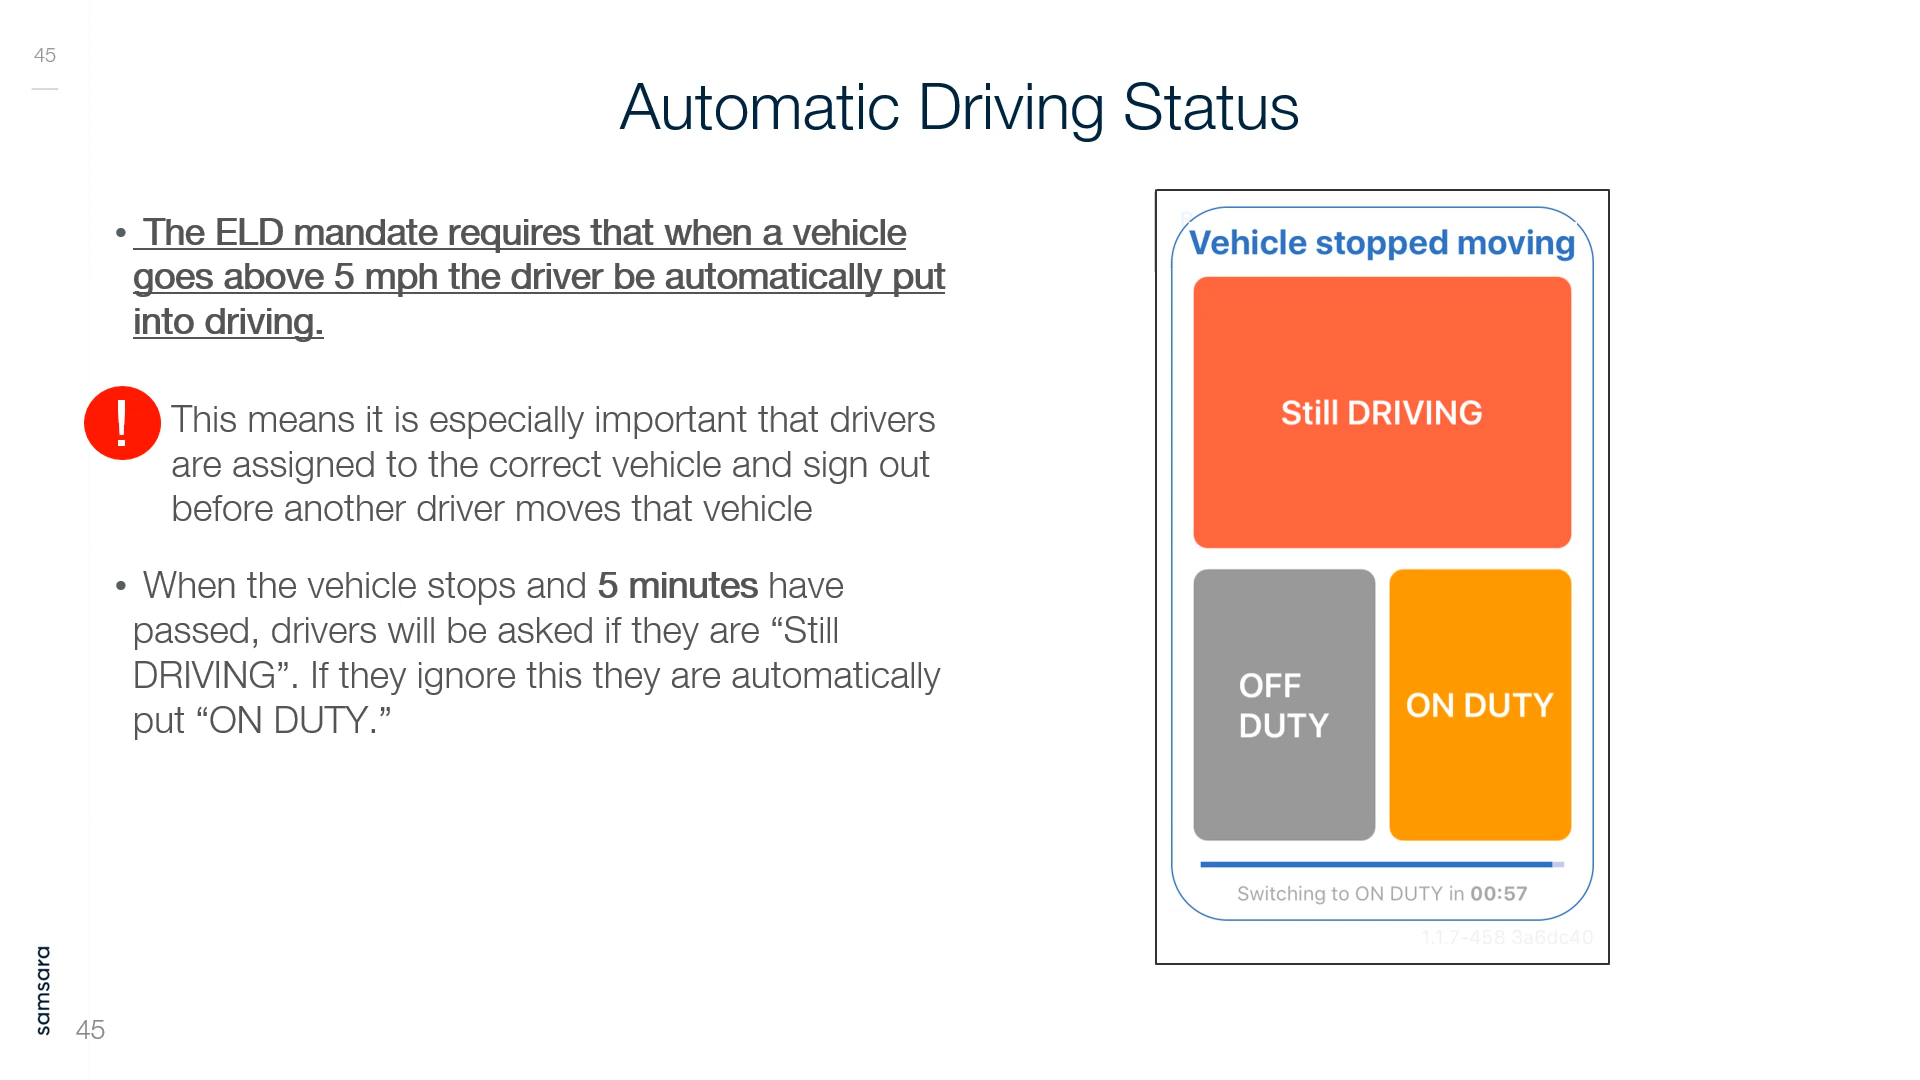 45
Automatic Driving Status
• The ELD mandate requires that when a vehicle
goes above 5 mph the driver be automatically put
into driving.
!
This means it is especially important that drivers
are assigned to the correct vehicle and sign out
before another driver moves that vehicle
• When the vehicle stops and 5 minutes have
passed, drivers will be asked if they are “Still
DRIVING”. If they ignore this they are automatically
put “ON DUTY.”
Vehicle stopped moving
Still DRIVING
OFF
DUTY
ON DUTY
Switching to ON DUTY in 00:57
1.1.7-458 3a6dc40
samsara
45